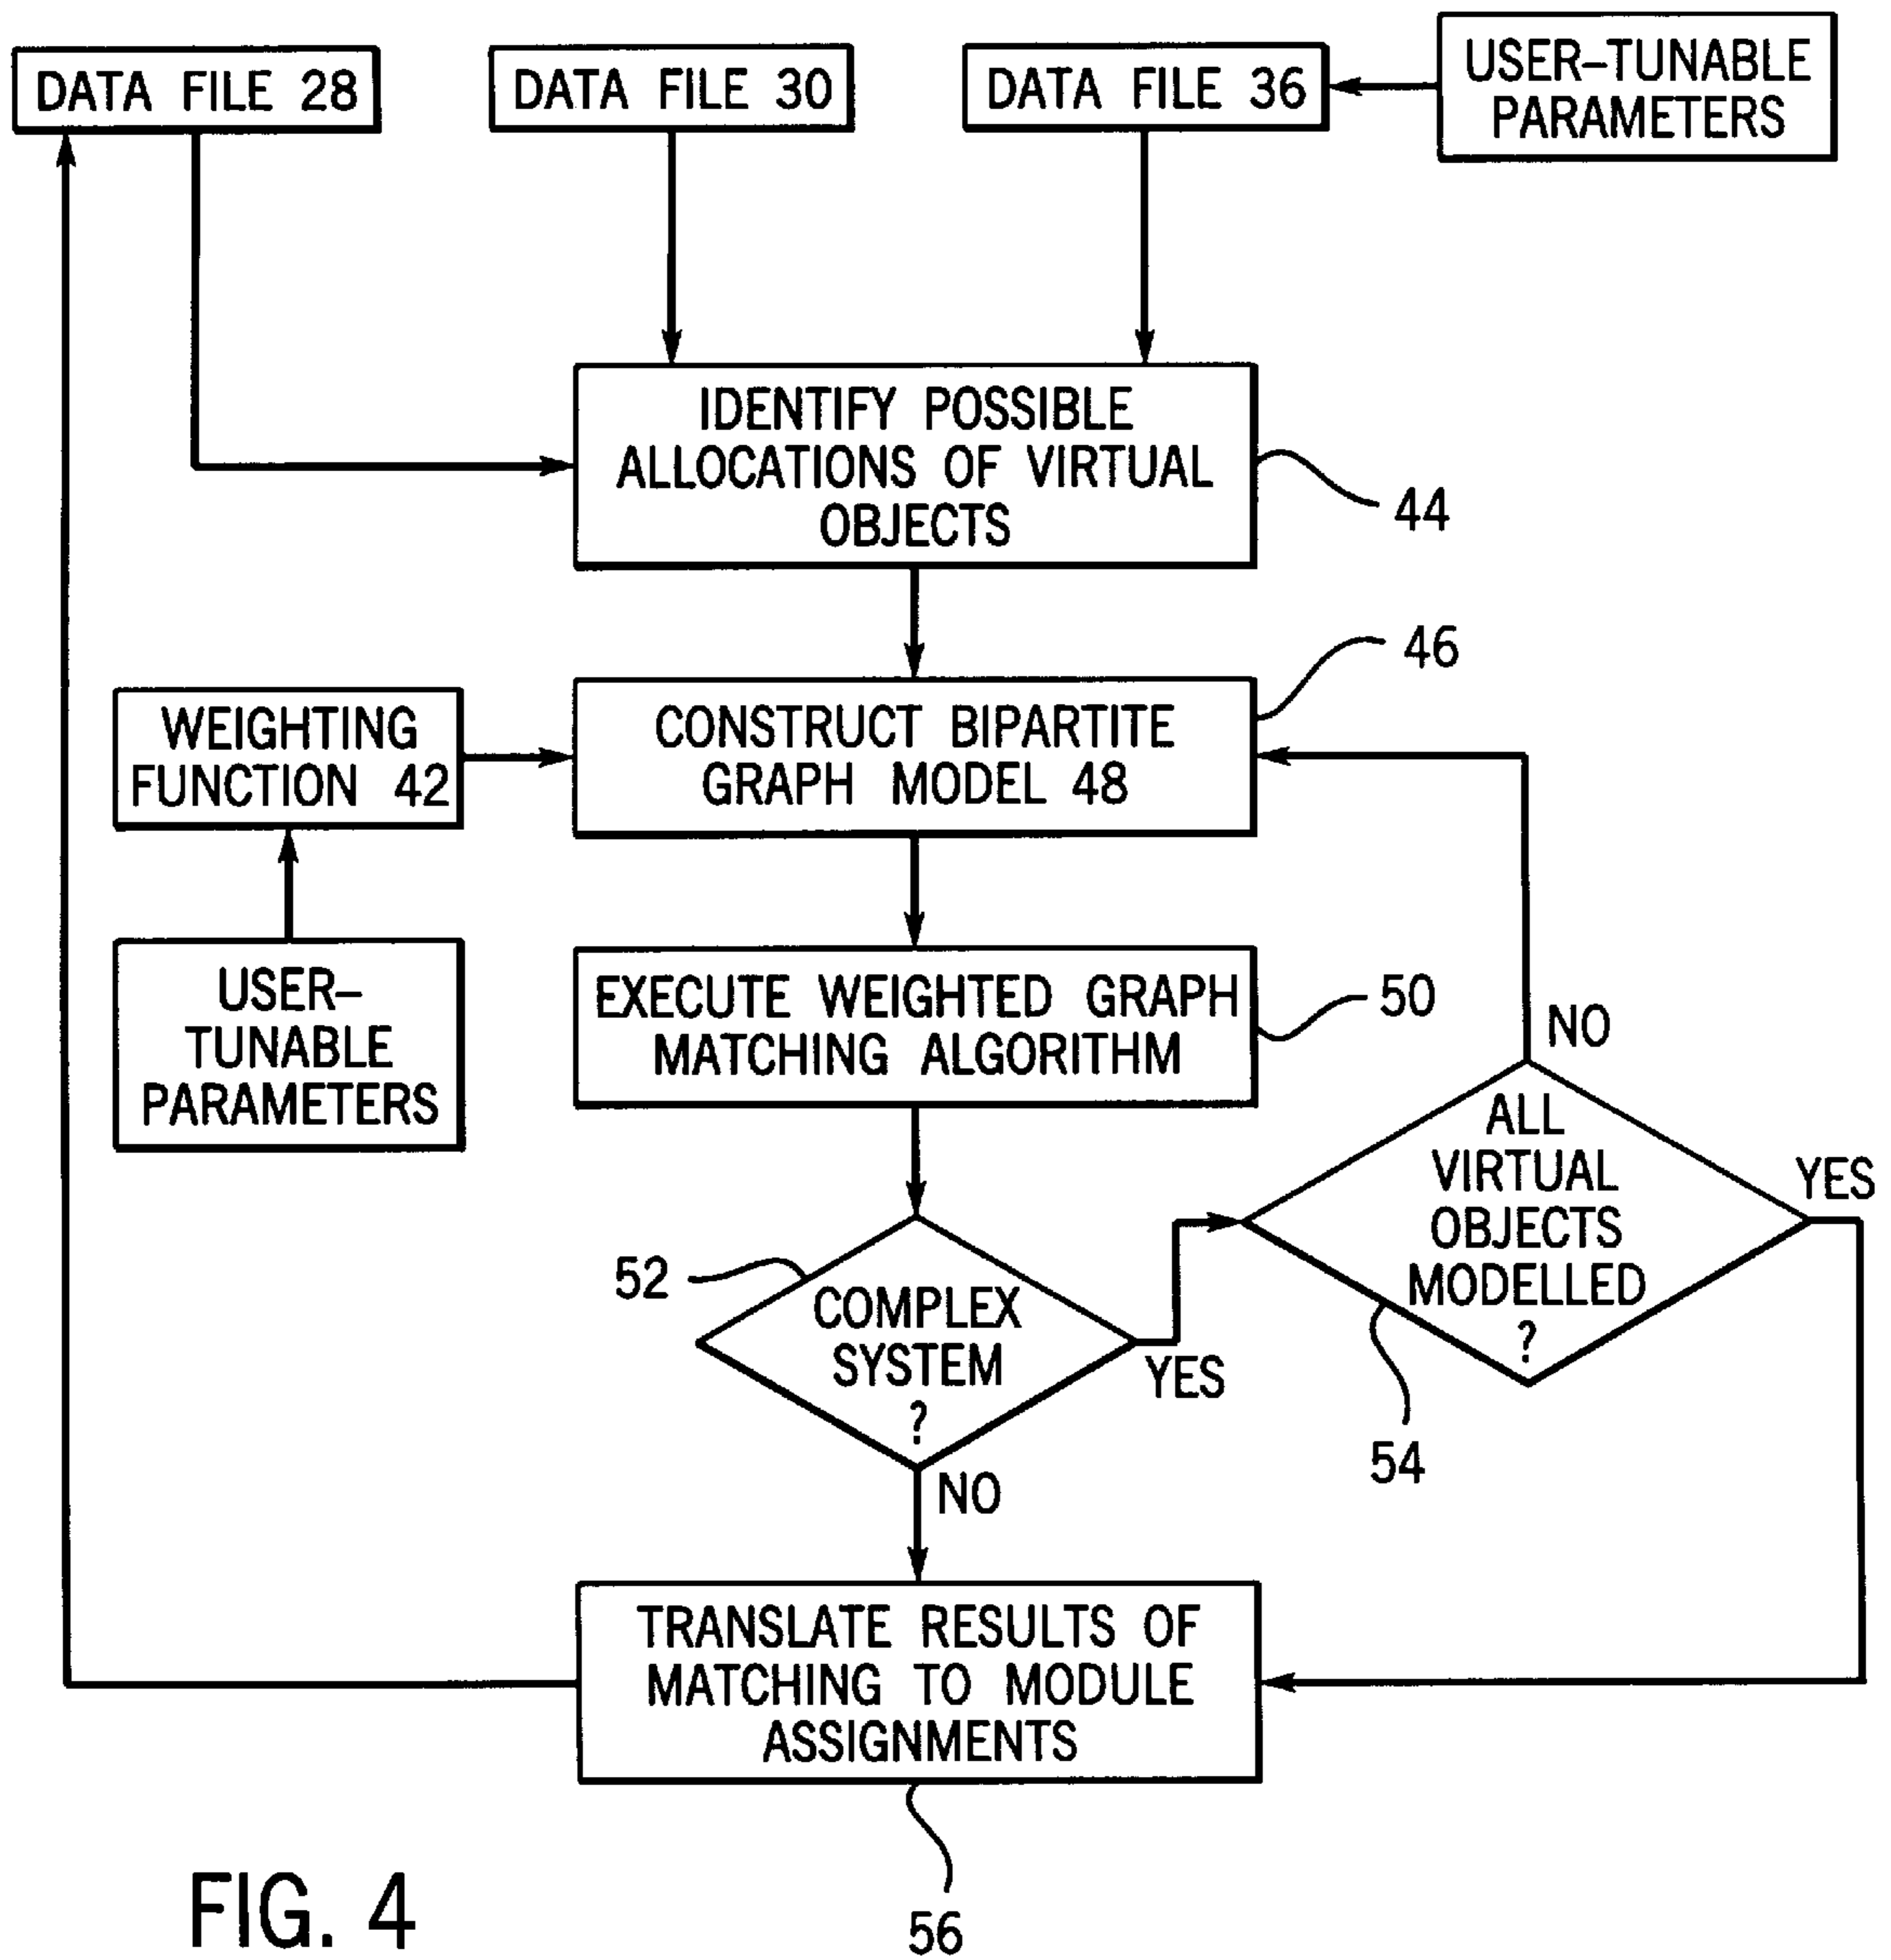 DATA FILE 28
DATA FILE 30
DATA FILE 36
USER–TUNABLE
PARAMETERS
IDENTIFY POSSIBLE
ALLOCATIONS OF VIRTUAL
OBJECTS
44
46
WEIGHTING
FUNCTION 42
CONSTRUCT BIPARTITE
GRAPH MODEL 48
USER–
TUNABLE
PARAMETERS
EXECUTE WEIGHTED GRAPH
MATCHING ALGORITHM
50
NO
ALL
VIRTUAL
OBJECTS
MODELLED
?
YES
52
COMPLEX
SYSTEM
?
YES
54
NO
TRANSLATE RESULTS OF
MATCHING TO MODULE
ASSIGNMENTS
56
FIG. 4